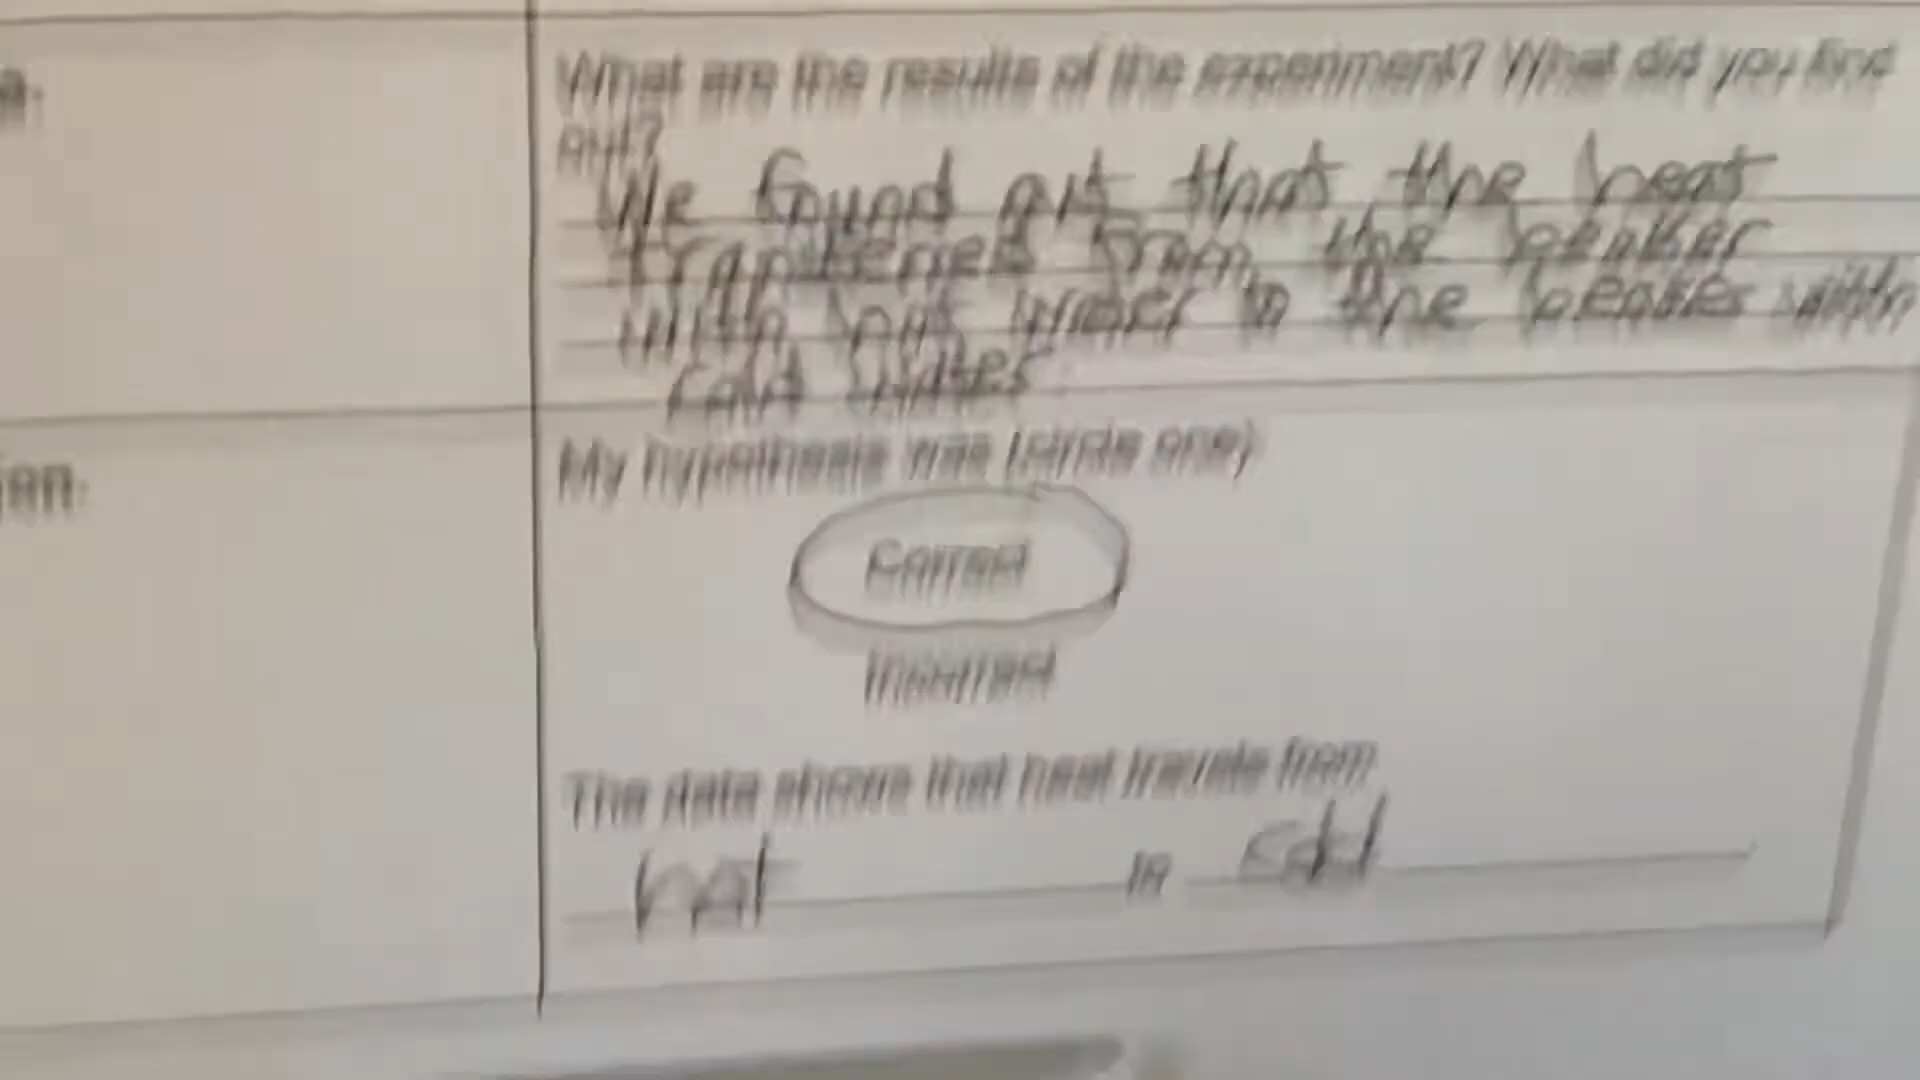 What are the results of the experiment? What did you find
out?
We found out that the heat
transferred from the beaker
with hot water to the beaker with
cold water
My hypothesis was (circle one)
Correct
Incorrect
The data shows that heat travels from
hot to cold